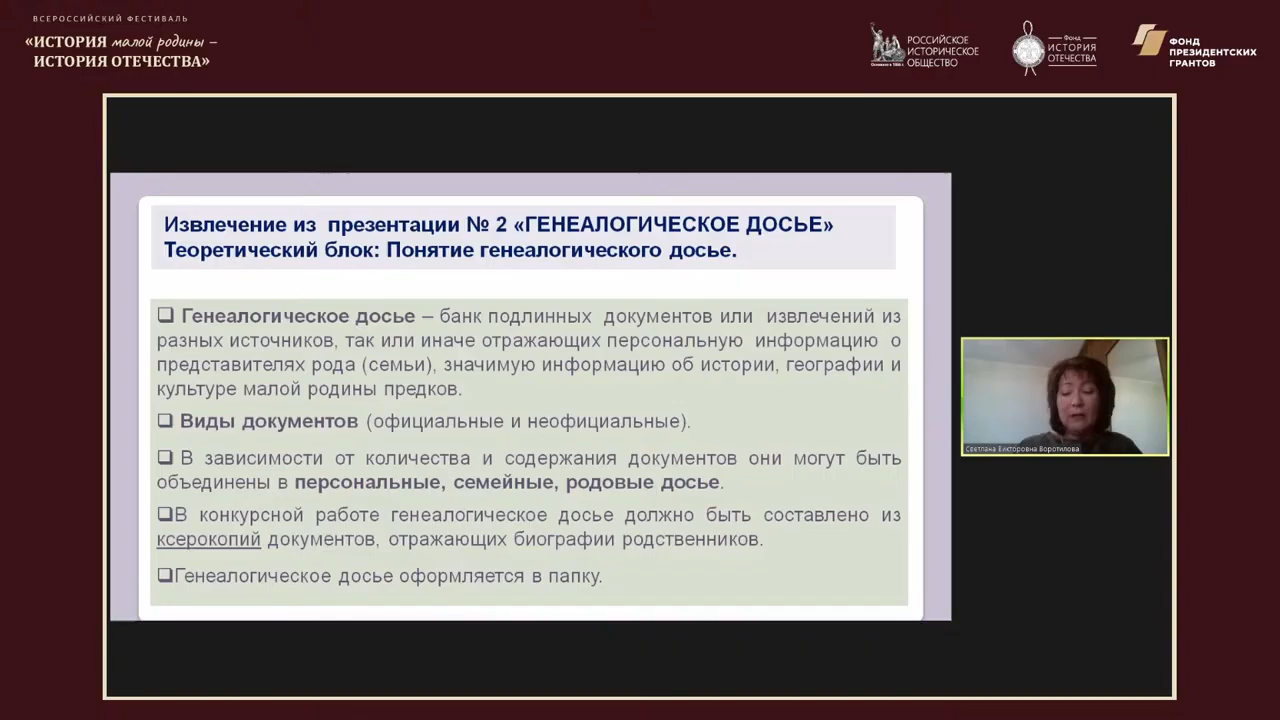 ВСЕРОССИЙСКИЙ ФЕСТИВАЛЬ
«ИСТОРИЯ малой родины –
ИСТОРИЯ ОТЕЧЕСТВА»
РОССИЙСКОЕ
ИСТОРИЧЕСКОЕ
ОБЩЕСТВО
Основано в 1866 г.
Фонд
ИСТОРИЯ
ОТЕЧЕСТВА
ФОНД
ПРЕЗИДЕНТСКИХ
ГРАНТОВ
Извлечение из презентации № 2 «ГЕНЕАЛОГИЧЕСКОЕ ДОСЬЕ»
Теоретический блок: Понятие генеалогического досье.
❑ Генеалогическое досье – банк подлинных документов или извлечений из
разных источников, так или иначе отражающих персональную информацию о
представителях рода (семьи), значимую информацию об истории, географии и
культуре малой родины предков.
❑ Виды документов (официальные и неофициальные).
❑ В зависимости от количества и содержания документов они могут быть
объединены в персональные, семейные, родовые досье.
❑В конкурсной работе генеалогическое досье должно быть составлено из
ксерокопий документов, отражающих биографии родственников.
❑Генеалогическое досье оформляется в папку.
Светлана Викторовна Воротилова